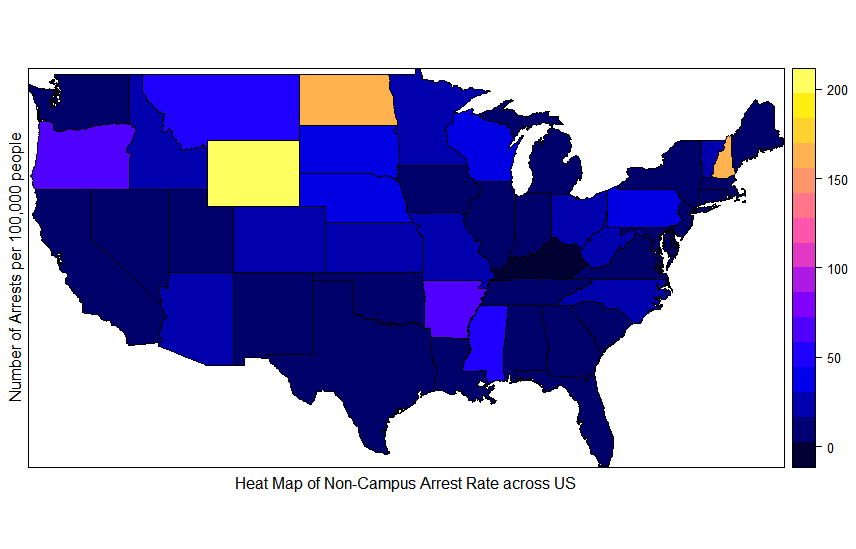 Number of Arrests per 100,000 people
200
150
100
50
0
Heat Map of Non-Campus Arrest Rate across US